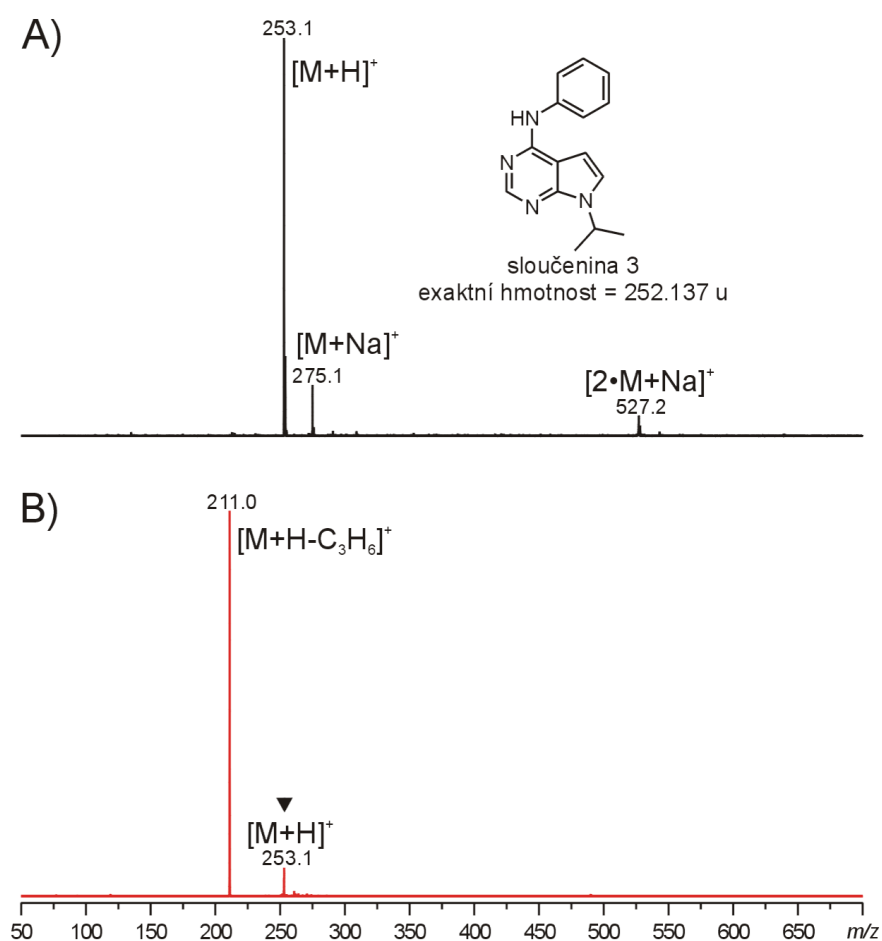 A)
253.1
[M+H]⁺
HN
N
N
N
sloučenina 3
exaktní hmotnost = 252.137 u
[M+Na]⁺
275.1
[2•M+Na]⁺
527.2
B)
211.0
[M+H-C₃H₆]⁺
[M+H]⁺
253.1
50 100 150 200 250 300 350 400 450 500 550 600 650 m/z